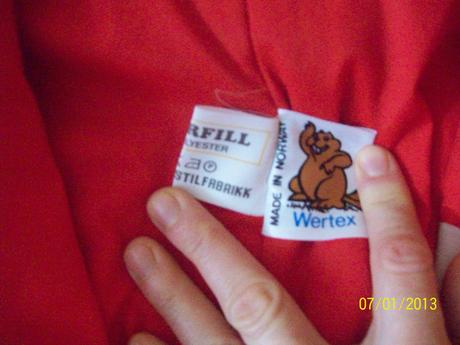 RFILL
LYESTER
P
STILFABRIKK
MADE IN NORWAY
Wertex
07/01/2013